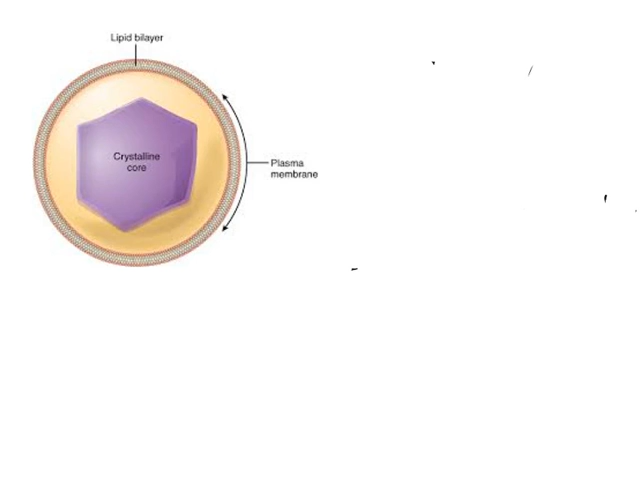 Lipid bilayer
Crystalline
core
Plasma
membrane